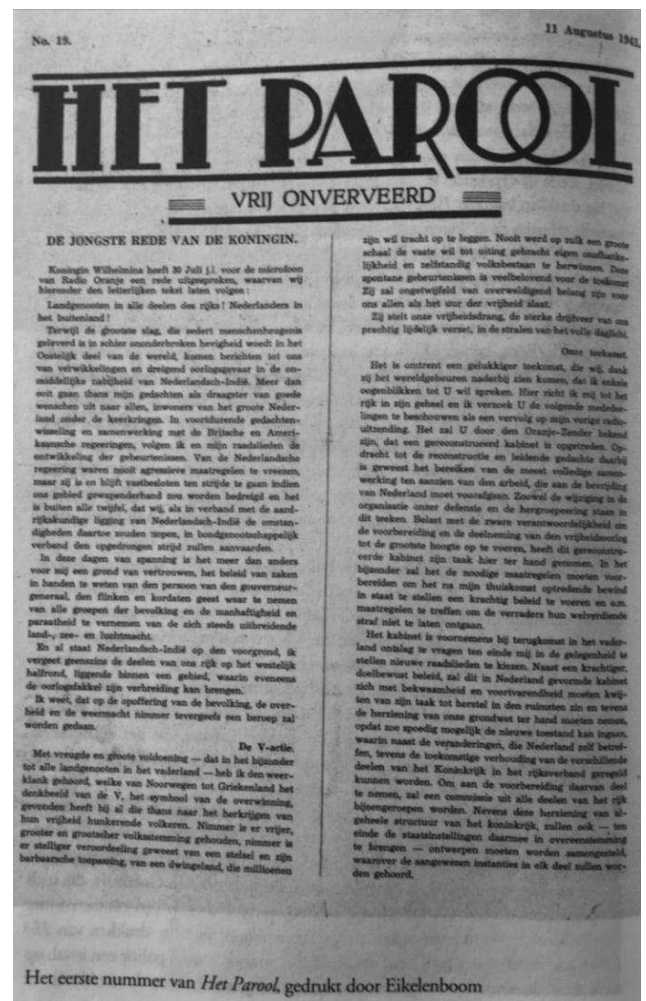 No. 19.
11 Augustus 1941.
HET PAROOL
VRIJ ONVERVEERD
DE JONGSTE REDE VAN DE KONINGIN.
Koningin Wilhelmina heeft 30 Juli j.l. voor de microfoon
van Radio Oranje een rede uitgesproken, waarvan wij
hieronder den letterlijken tekst laten volgen:
Landgenooten in alle deelen des rijks! Nederlanders in
het buitenland!
Terwijl de grootste slag, die sedert menschenheugenis
geleverd is in schier ononderbroken hevigheid woedt in het
Oostelijk deel van de wereld, komen berichten tot ons
van verwikkelingen en dreigend oorlogsgevaar in de on-
middellijke nabijheid van Nederlandsch-Indië. Meer dan
ooit gaan thans mijn gedachten als draagster van goede
wenschen uit naar allen, inwoners van het groote Neder-
land onder de keerkringen. In voortdurende gedachten-
wisseling en samenwerking met de Britsche en Ameri-
kaansche regeeringen, volgen ik en mijn raadslieden de
ontwikkeling der gebeurtenissen. Van de Nederlandsche
regeering waren nooit agressieve maatregelen te vreezen,
maar zij is en blijft vastbesloten ten strijde te gaan indien
ons gebied gewapenderhand zou worden bedreigd en het
is buiten alle twijfel, dat wij, als in verband met de aard-
rijkskundige ligging van Nederlandsch-Indië de omstan-
digheden daartoe zouden nopen, in bondgenootschappelijk
verband den opgedrongen strijd zullen aanvaarden.
In deze dagen van spanning is het meer dan anders
voor mij een grond van vertrouwen, het beleid van zaken
in handen te weten van den persoon van den gouverneur-
generaal, den flinken en kordaten geest waar te nemen
van alle groepen der bevolking en de manhaftigheid en
paraatheid te vernemen van de zich steeds uitbreidende
land-, zee- en luchtmacht.
En al staat Nederlandsch-Indië op den voorgrond, ik
vergeet geenszins de deelen van ons rijk op het westelijk
halfrond, liggende binnen een gebied, waarin eveneens
de oorlogsfakkel zijn verbreiding kan brengen.
Ik weet, dat op de opoffering van de bevolking, de over-
heid en de weermacht nimmer tevergeefs een beroep zal
worden gedaan.
De V-actie.
Met vreugde en groote voldoening — dat in het bijzonder
tot alle landgenooten in het vaderland — heb ik den weer-
klank gehoord, welke van Noorwegen tot Griekenland het
denkbeeld van de V, het symbool van de overwinning,
gevonden heeft bij al die thans naar het herkrijgen van
hun vrijheid hunkerende volkeren. Nimmer is er vrijer,
grooter en grootscher volksstemming gehouden, nimmer is
er stelliger veroordeeling geweest van een stelsel en zijn
barbaarsche toepassing, van een dwingeland, die millioenen
zijn wil tracht op te leggen. Nooit werd op zulk een groote
schaal de vaste wil tot uiting gebracht eigen onafhanke-
lijkheid en zelfstandig volksbestaan te herwinnen. Deze
spontane gebeurtenissen is veelbelovend voor de toekomst
Zij zal ongetwijfeld van overweldigend belang zijn voor
ons allen als het uur der vrijheid slaat.
Zij stelt onze vrijheidsdrang, de sterke drijfveer van ons
prachtig lijdelijk verzet, in de stralen van het volle daglicht.
Onze toekomst.
Het is omtrent een gelukkiger toekomst, die wij, dank
zij het wereldgebeuren naderbij zien komen, dat ik enkele
oogenblikken tot U wil spreken. Hier richt ik mij tot het
rijk in zijn geheel en ik verzoek U de volgende mededee-
lingen te beschouwen als een vervolg op mijn vorige radio-
uitzending. Het zal U door den Oranje-Zender bekend
zijn, dat een gereconstrueerd kabinet is opgetreden. Op-
dracht tot de reconstructie en leidende gedachte daarbij
is geweest het bereiken van de meest volledige samen-
werking ten aanzien van den arbeid, die aan de bevrijding
van Nederland moet voorafgaan. Zoowel de wijziging in de
organisatie onzer defensie en de hergroepeering staan in
dit teeken. Belast met de zware verantwoordelijkheid om
de voorbereiding en de deelneming van den vrijheidsoorlog
tot de grootste hoogte op te voeren, heeft dit gereconstru-
eerde kabinet zijn taak hier ter hand genomen. In het
bijzonder zal het de noodige maatregelen moeten voor-
bereiden om het na mijn thuiskomst optredende bewind
in staat te stellen een krachtig beleid te voeren en o.m.
maatregelen te treffen om de verraders hun welverdiende
straf niet te laten ontgaan.
Het kabinet is voornemens bij terugkomst in het vader-
land ontslag te vragen ten einde mij in de gelegenheid te
stellen nieuwe raadslieden te kiezen. Naast een krachtiger,
doelbewust beleid, zal dit in Nederland gevormde kabinet
zich met bekwaamheid en voortvarendheid moeten kwij-
ten van zijn taak tot herstel in den ruimsten zin en tevens
de herziening van onze grondwet ter hand moeten nemen,
opdat zoo spoedig mogelijk de nieuwe toestand kan ingaan,
waarin naast de veranderingen, die Nederland zelf betref-
fen, tevens de toekomstige verhouding van de verschillende
deelen van het Koninkrijk in het rijksverband geregeld
kunnen worden. Om aan de voorbereiding daarvan deel
te nemen, zal een commissie uit alle deelen van het rijk
bijeengeroepen worden. Nevens deze herziening van al-
geheele structuur van het koninkrijk, zullen ook — ten
einde de staatsinstellingen daarmee in overeenstemming
te brengen — ontwerpen moeten worden samengesteld,
waarover de aangewezen instanties in elk deel zullen wor-
den gehoord.
Het eerste nummer van Het Parool, gedrukt door Eikelenboom